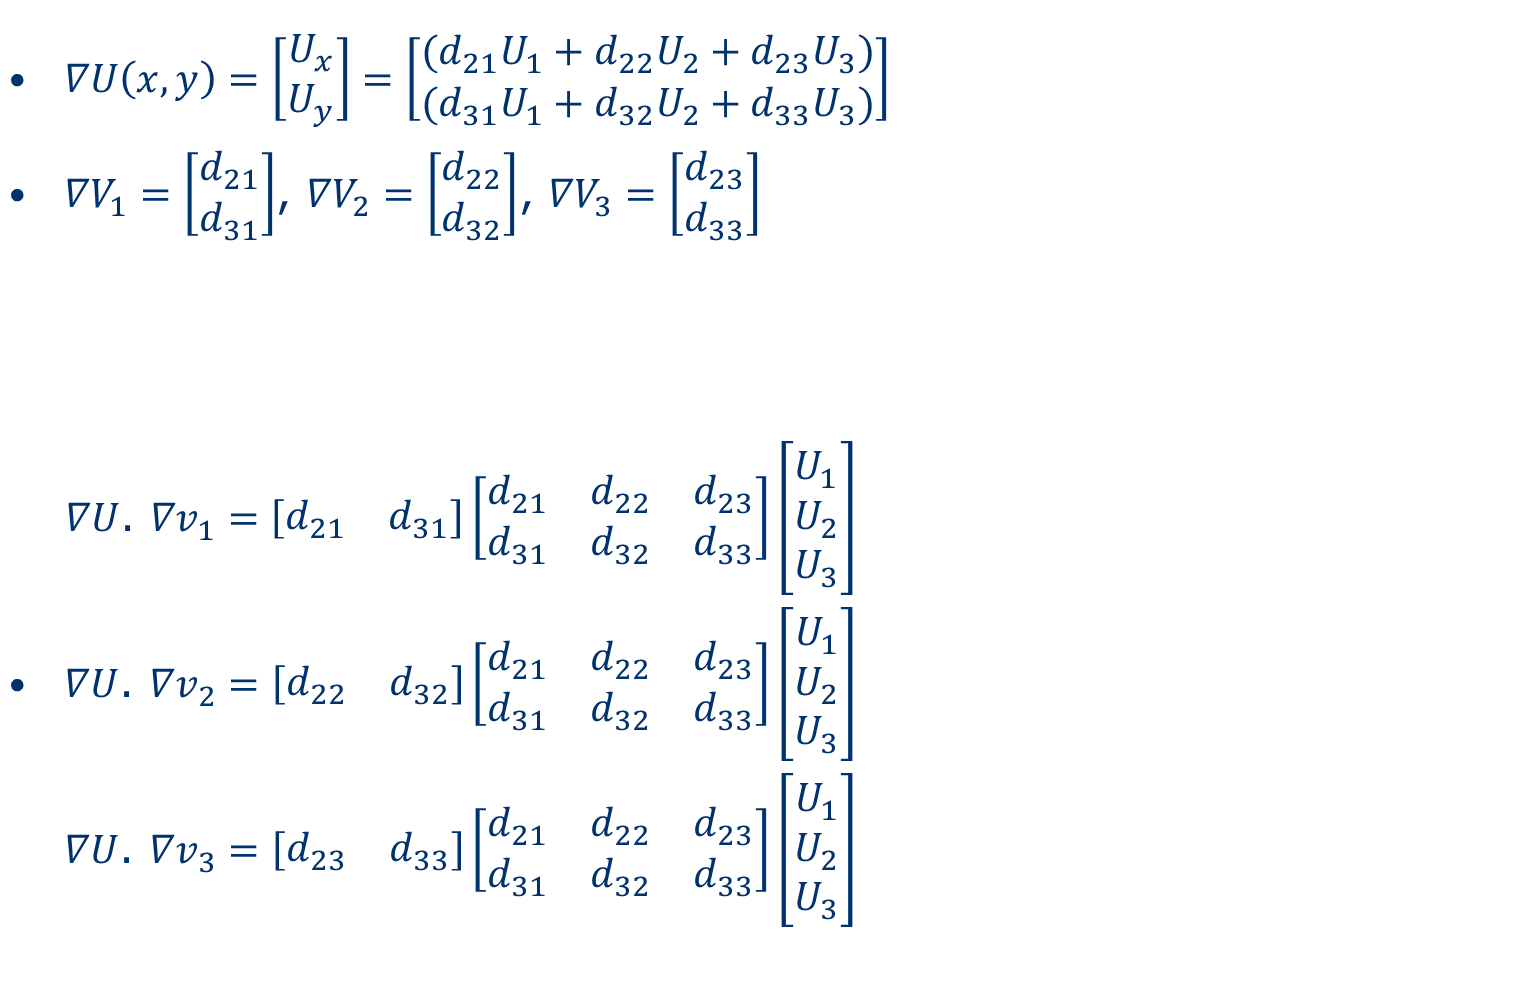 • ∇U(x, y) = [U_x; U_y] = [(d_21 U_1 + d_22 U_2 + d_23 U_3); (d_31 U_1 + d_32 U_2 + d_33 U_3)]
• ∇V_1 = [d_21; d_31], ∇V_2 = [d_22; d_32], ∇V_3 = [d_23; d_33]
∇U. ∇v_1 = [d_21 d_31] [d_21 d_22 d_23; d_31 d_32 d_33] [U_1; U_2; U_3]
• ∇U. ∇v_2 = [d_22 d_32] [d_21 d_22 d_23; d_31 d_32 d_33] [U_1; U_2; U_3]
∇U. ∇v_3 = [d_23 d_33] [d_21 d_22 d_23; d_31 d_32 d_33] [U_1; U_2; U_3]